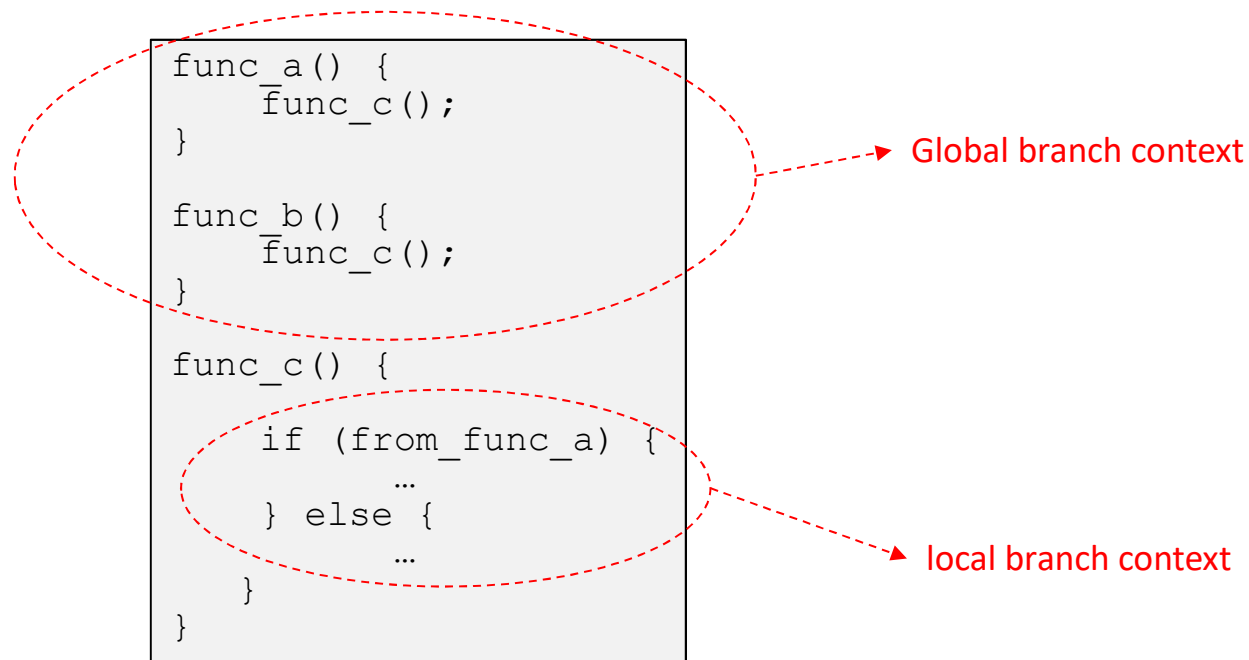 func_a() {
    func_c();
}
Global branch context
func_b() {
    func_c();
}
func_c() {
    if (from_func_a) {
        …
    } else {
        …
    }
}
local branch context